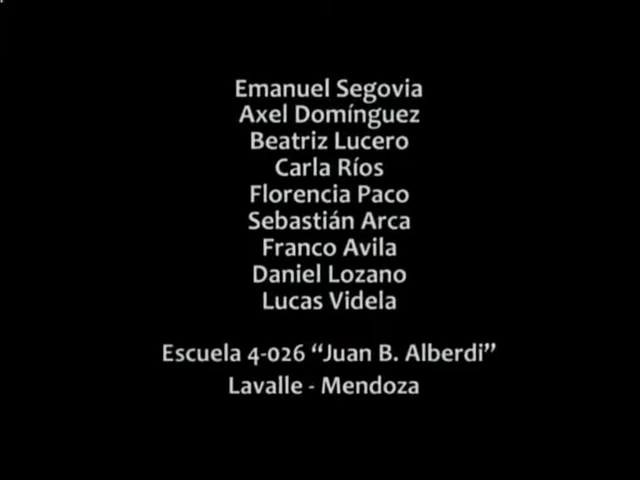 Emanuel Segovia
Axel Domínguez
Beatriz Lucero
Carla Ríos
Florencia Paco
Sebastián Arca
Franco Avila
Daniel Lozano
Lucas Videla
Escuela 4-026 “Juan B. Alberdi”
Lavalle - Mendoza